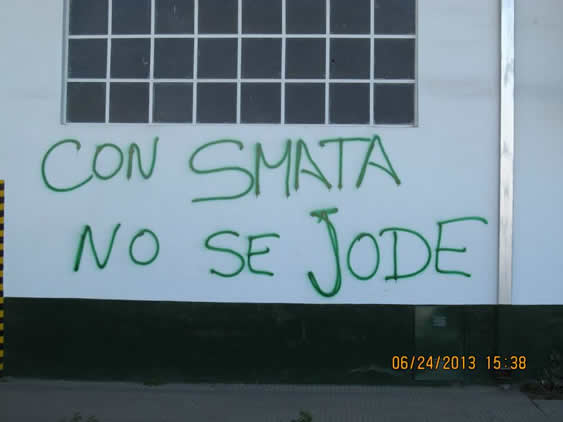 CON SMATA
NO SE JODE
06/24/2013 15:38